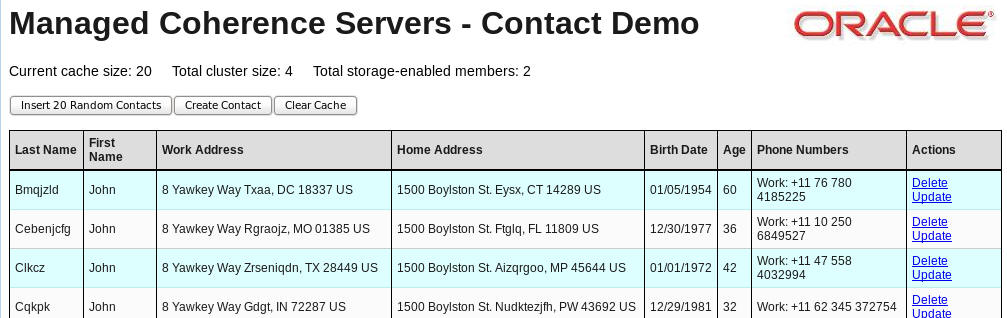 Managed Coherence Servers - Contact Demo
ORACLE®
Current cache size: 20 Total cluster size: 4 Total storage-enabled members: 2
Insert 20 Random Contacts Create Contact Clear Cache
Last Name First Name Work Address Home Address Birth Date Age Phone Numbers Actions
Bmqjzld John 8 Yawkey Way Txaa, DC 18337 US 1500 Boylston St. Eysx, CT 14289 US 01/05/1954 60 Work: +11 76 780 4185225 Delete Update
Cebenjcfg John 8 Yawkey Way Rgraojz, MO 01385 US 1500 Boylston St. Ftglq, FL 11809 US 12/30/1977 36 Work: +11 10 250 6849527 Delete Update
Clkcz John 8 Yawkey Way Zrseniqdn, TX 28449 US 1500 Boylston St. Aizqrgoo, MP 45644 US 01/01/1972 42 Work: +11 47 558 4032994 Delete Update
Cqkpk John 8 Yawkey Way Gdgt, IN 72287 US 1500 Boylston St. Nudktezjfh, PW 43692 US 12/29/1981 32 Work: +11 62 345 372754 Delete Update